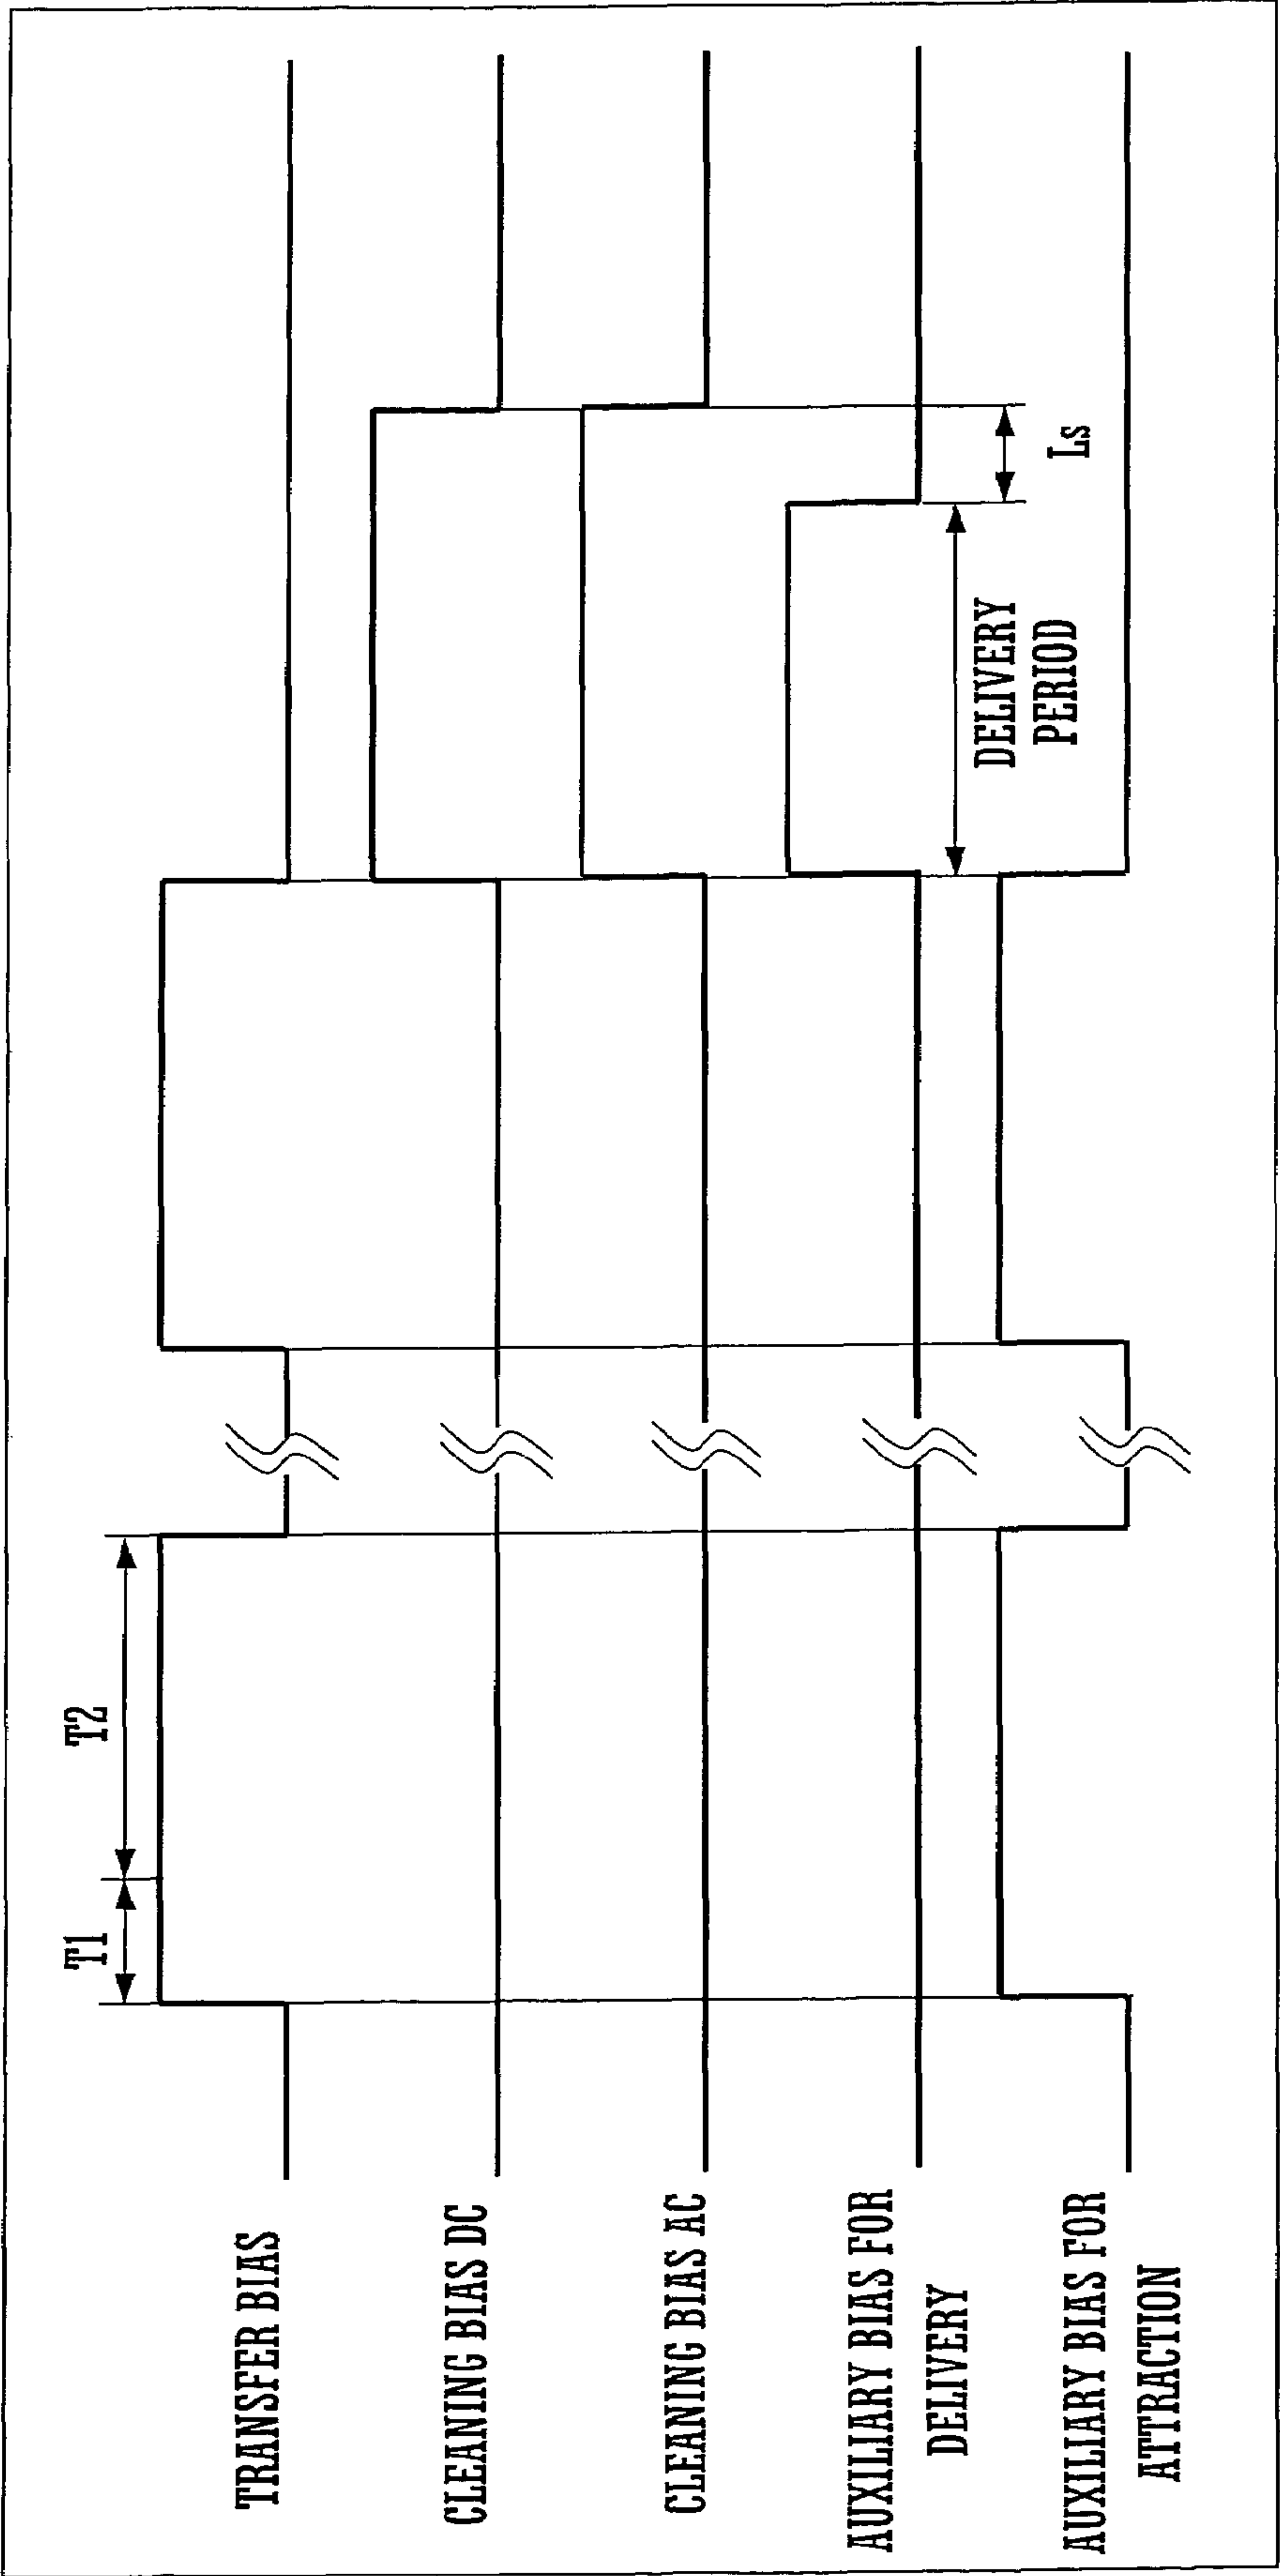 T1
T2
TRANSFER BIAS
CLEANING BIAS DC
CLEANING BIAS AC
AUXILIARY BIAS FOR
DELIVERY
DELIVERY
PERIOD
Ls
AUXILIARY BIAS FOR
ATTRACTION